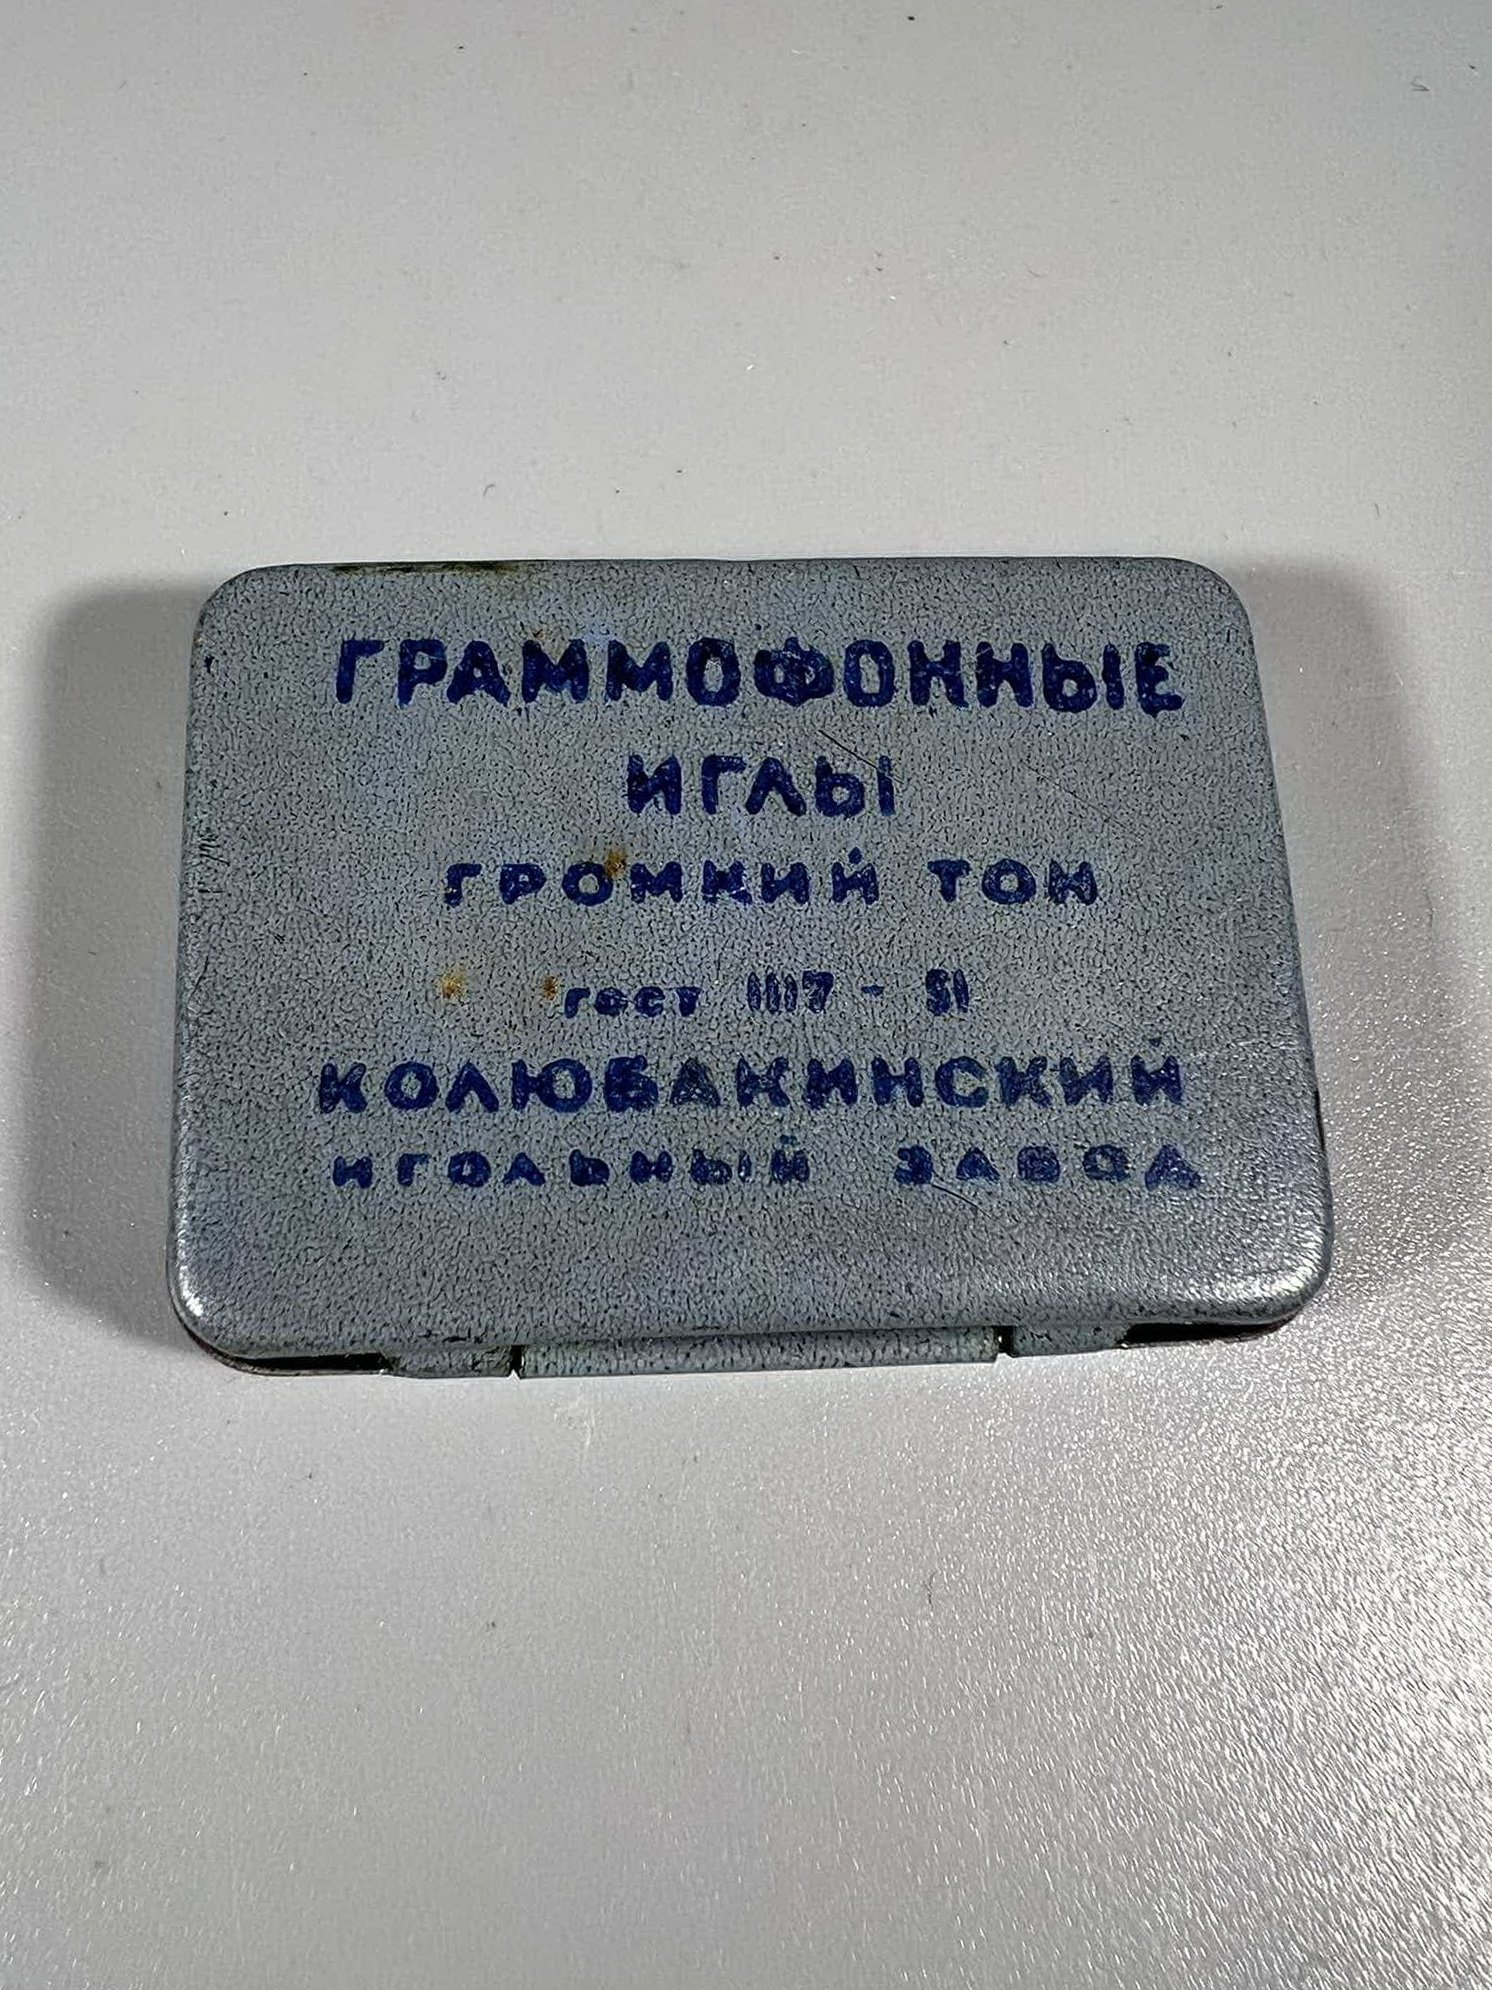 ГРАММОФОННЫЕ
ИГЛЫ
ГРОМКИЙ ТОН
ГОСТ 1117 - 51
КОЛЮБАКИНСКИЙ
ИГОЛЬНЫЙ ЗАВОД